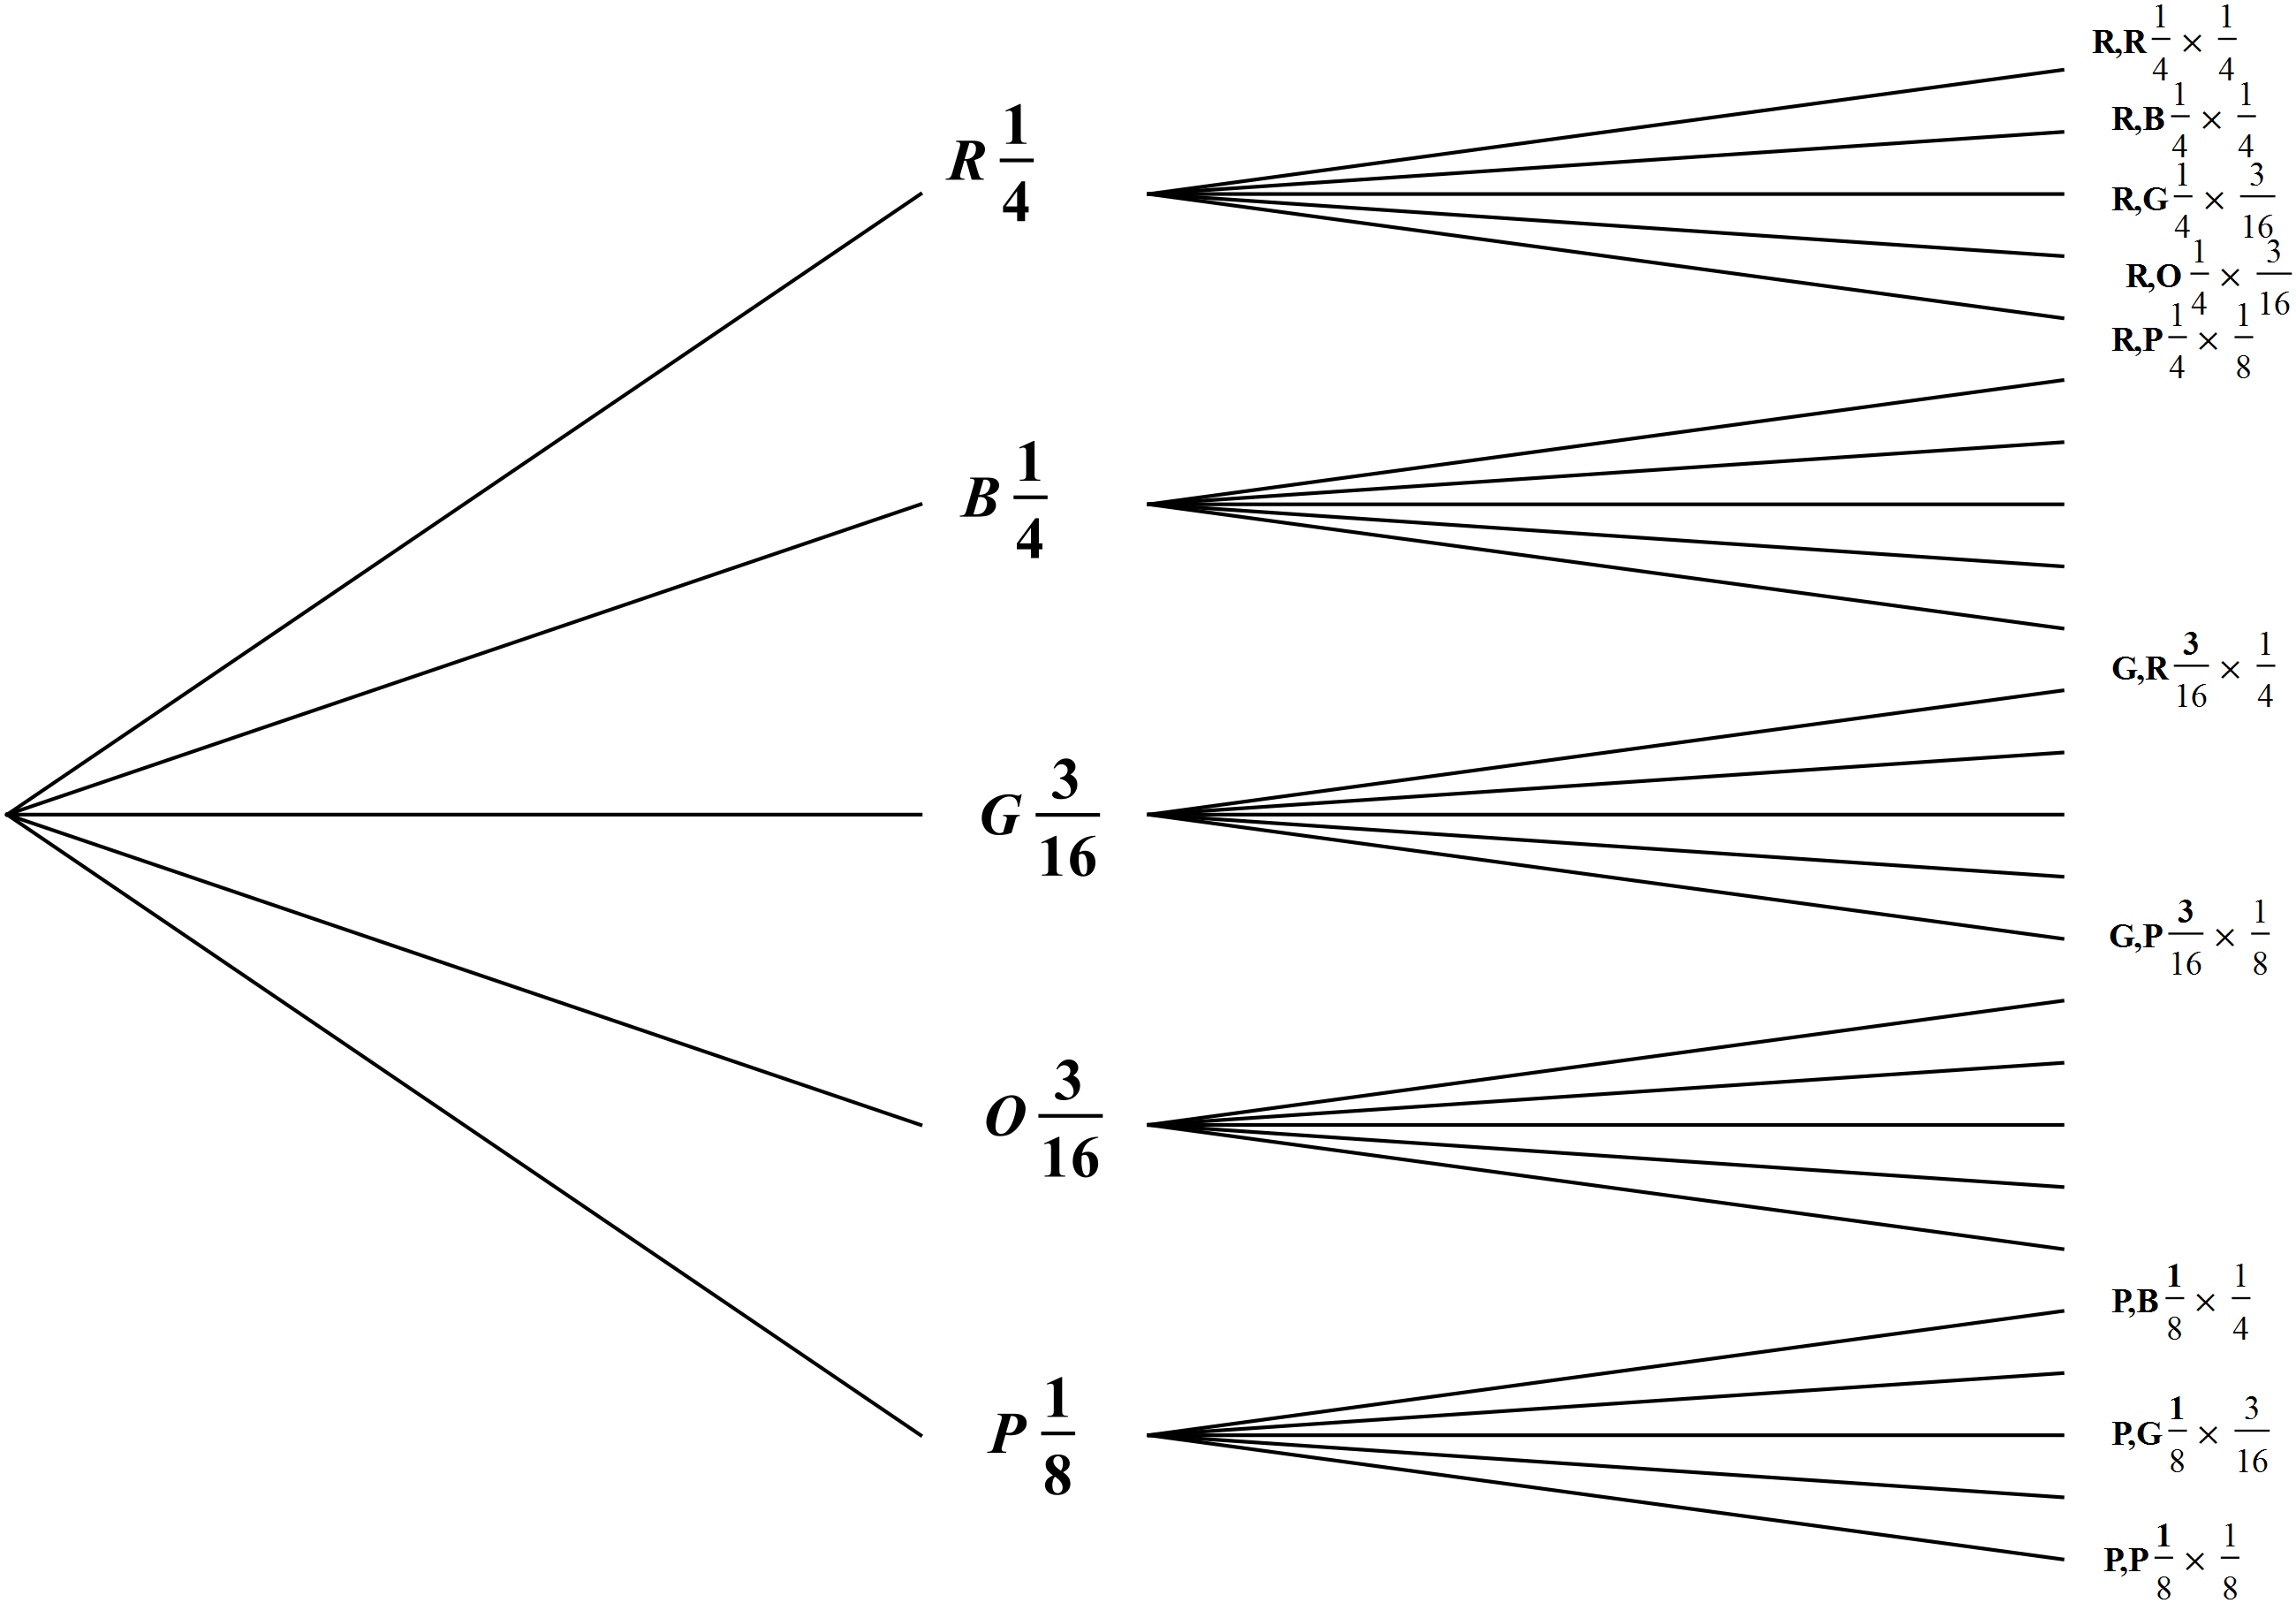 R 1/4
B 1/4
G 3/16
O 3/16
P 1/8
R,R 1/4 × 1/4
R,B 1/4 × 1/4
R,G 1/4 × 3/16
R,O 1/4 × 3/16
R,P 1/4 × 1/8
G,R 3/16 × 1/4
G,P 3/16 × 1/8
P,B 1/8 × 1/4
P,G 1/8 × 3/16
P,P 1/8 × 1/8